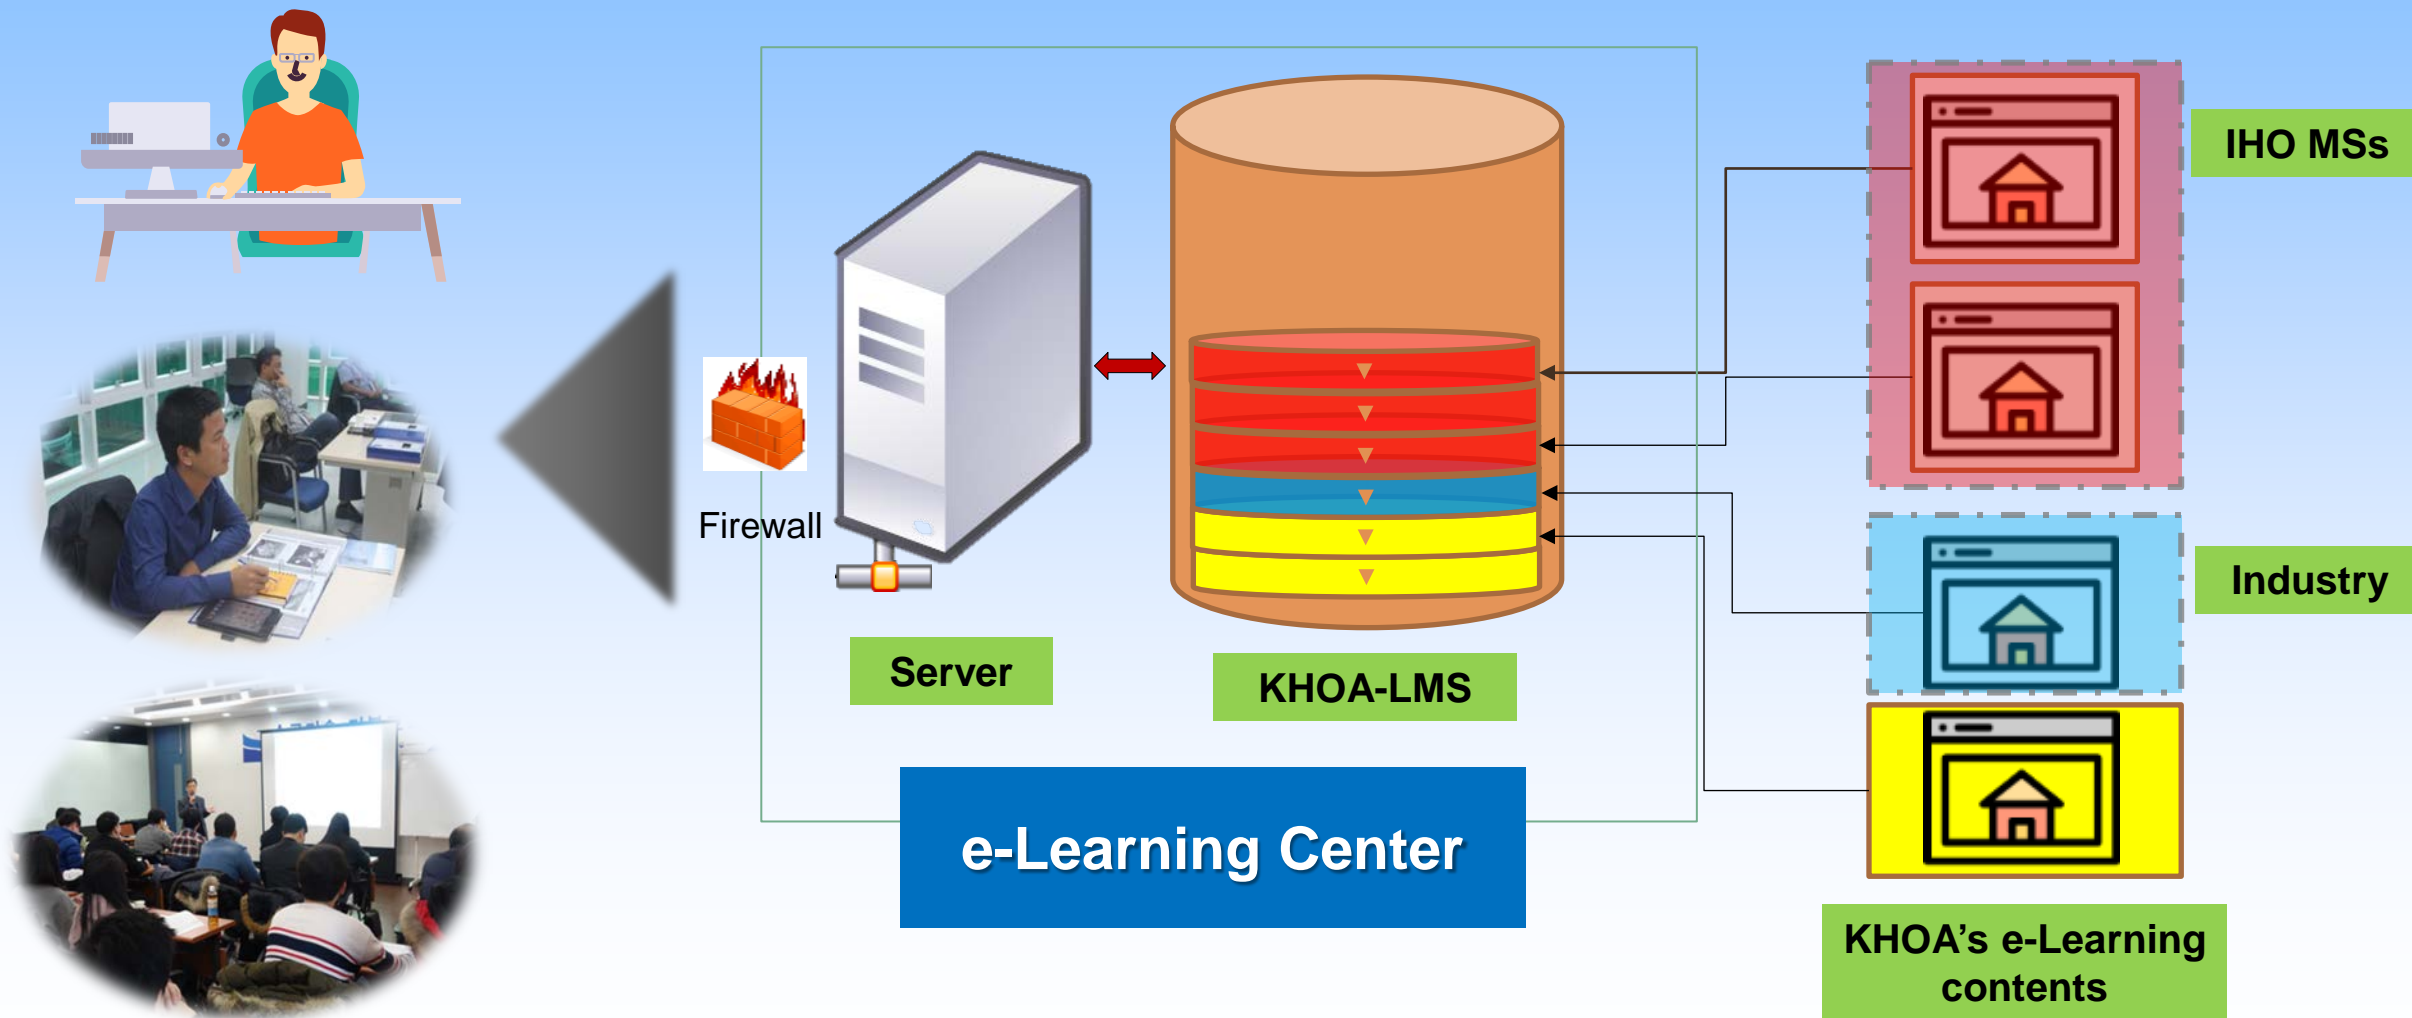 IHO MSs
Firewall
Industry
Server
KHOA-LMS
e-Learning Center
KHOA’s e-Learning
contents